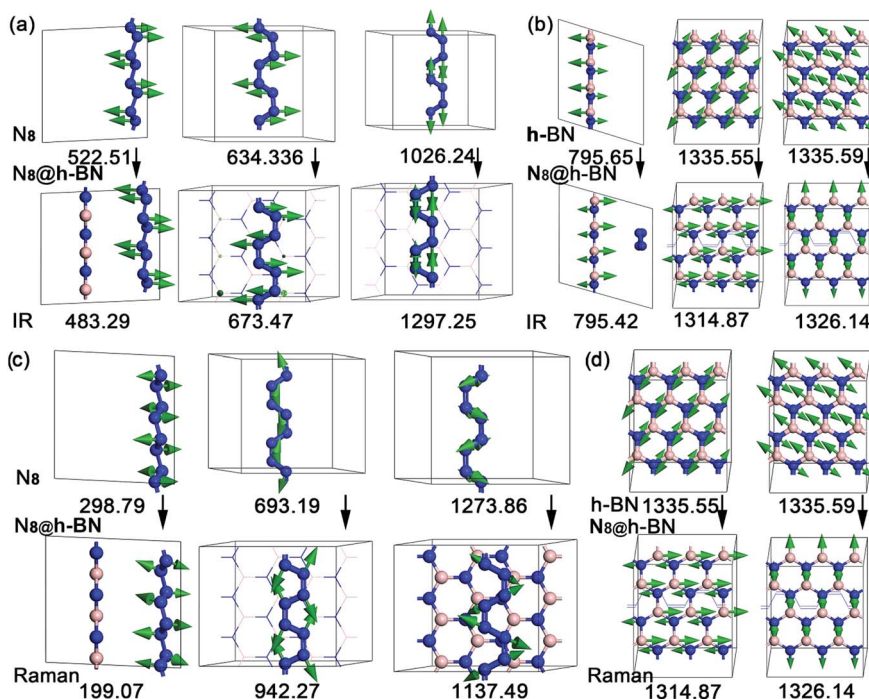 (a)
N8
522.51 634.336 1026.24
N8@h-BN
IR
483.29 673.47 1297.25
(b)
h-BN
795.65 1335.55 1335.59
N8@h-BN
IR
795.42 1314.87 1326.14
(c)
N8
298.79 693.19 1273.86
N8@h-BN
Raman
199.07 942.27 1137.49
(d)
h-BN 1335.55 1335.59
N8@h-BN
Raman
1314.87 1326.14